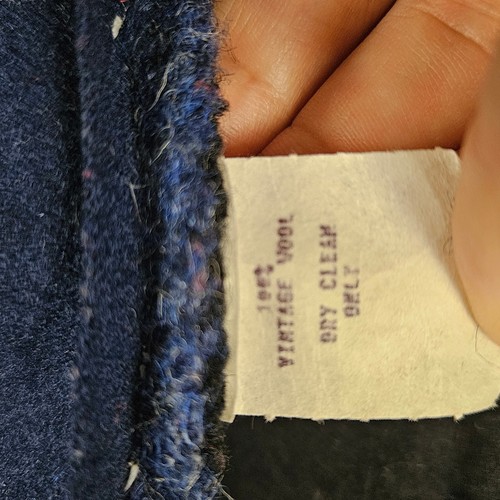 100%
VINTAGE WOOL
DRY CLEAN
ONLY